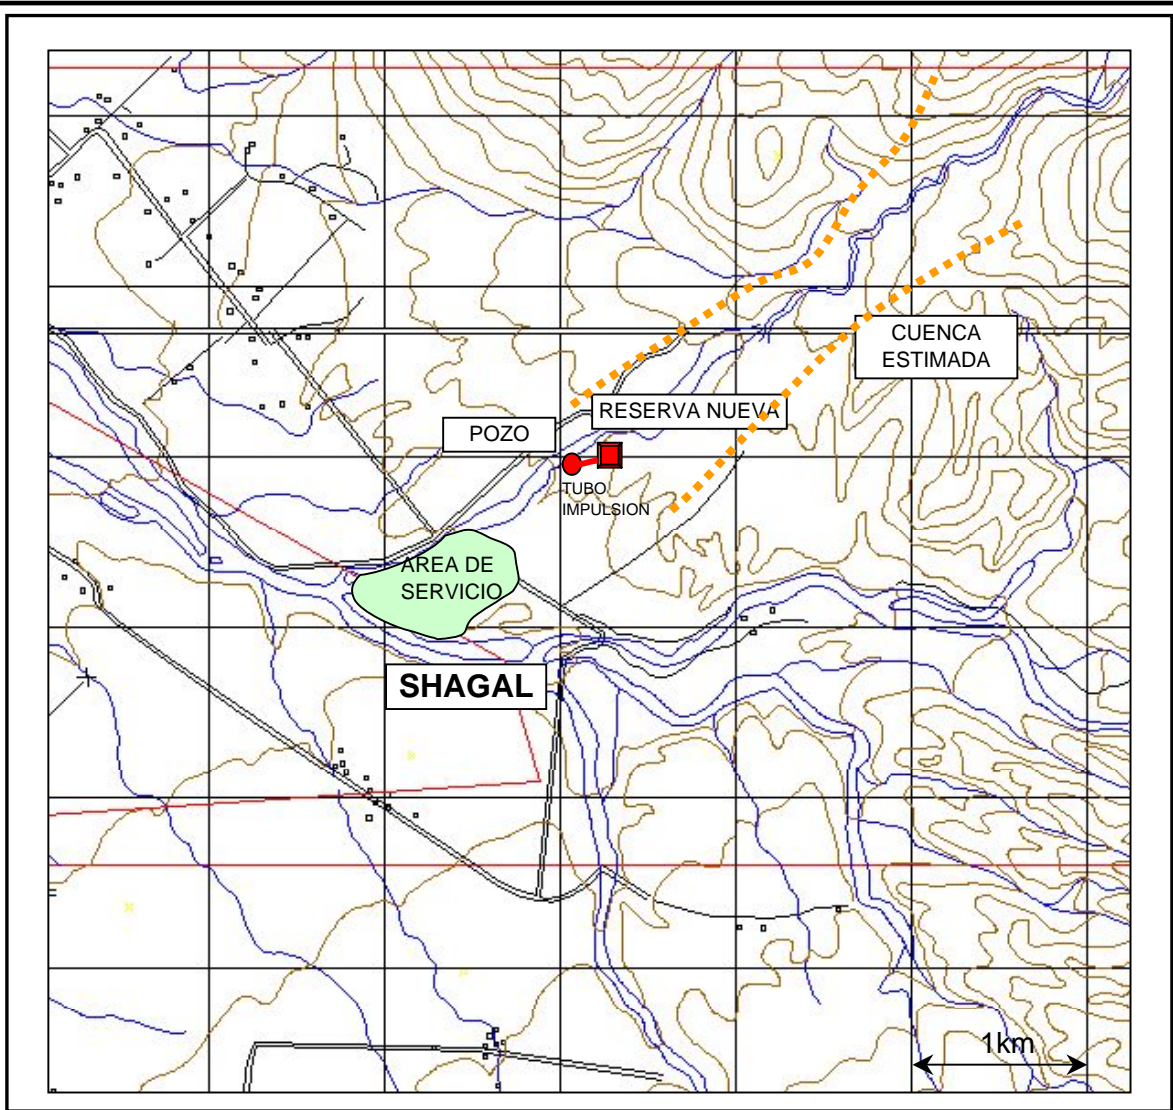 CUENCA
ESTIMADA
RESERVA NUEVA
POZO
TUBO
IMPULSION
AREA DE
SERVICIO
SHAGAL
1km